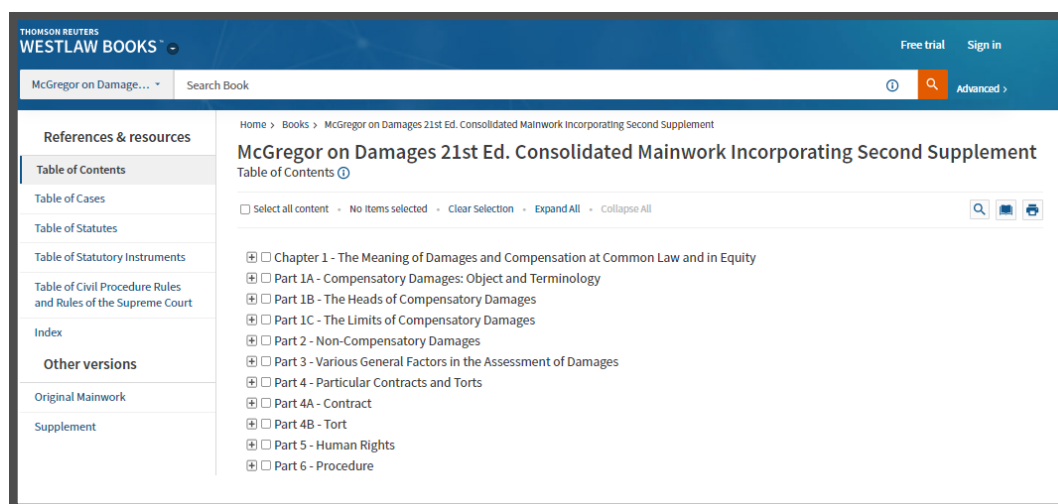 THOMSON REUTERS
WESTLAW BOOKS™
Free trial Sign in
McGregor on Damage... Search Book Advanced >
References & resources
Table of Contents
Table of Cases
Table of Statutes
Table of Statutory Instruments
Table of Civil Procedure Rules
and Rules of the Supreme Court
Index
Other versions
Original Mainwork
Supplement
Home > Books > McGregor on Damages 21st Ed. Consolidated Mainwork Incorporating Second Supplement
McGregor on Damages 21st Ed. Consolidated Mainwork Incorporating Second Supplement
Table of Contents
Select all content • No items selected • Clear Selection • Expand All • Collapse All
Chapter 1 - The Meaning of Damages and Compensation at Common Law and in Equity
Part 1A - Compensatory Damages: Object and Terminology
Part 1B - The Heads of Compensatory Damages
Part 1C - The Limits of Compensatory Damages
Part 2 - Non-Compensatory Damages
Part 3 - Various General Factors in the Assessment of Damages
Part 4 - Particular Contracts and Torts
Part 4A - Contract
Part 4B - Tort
Part 5 - Human Rights
Part 6 - Procedure